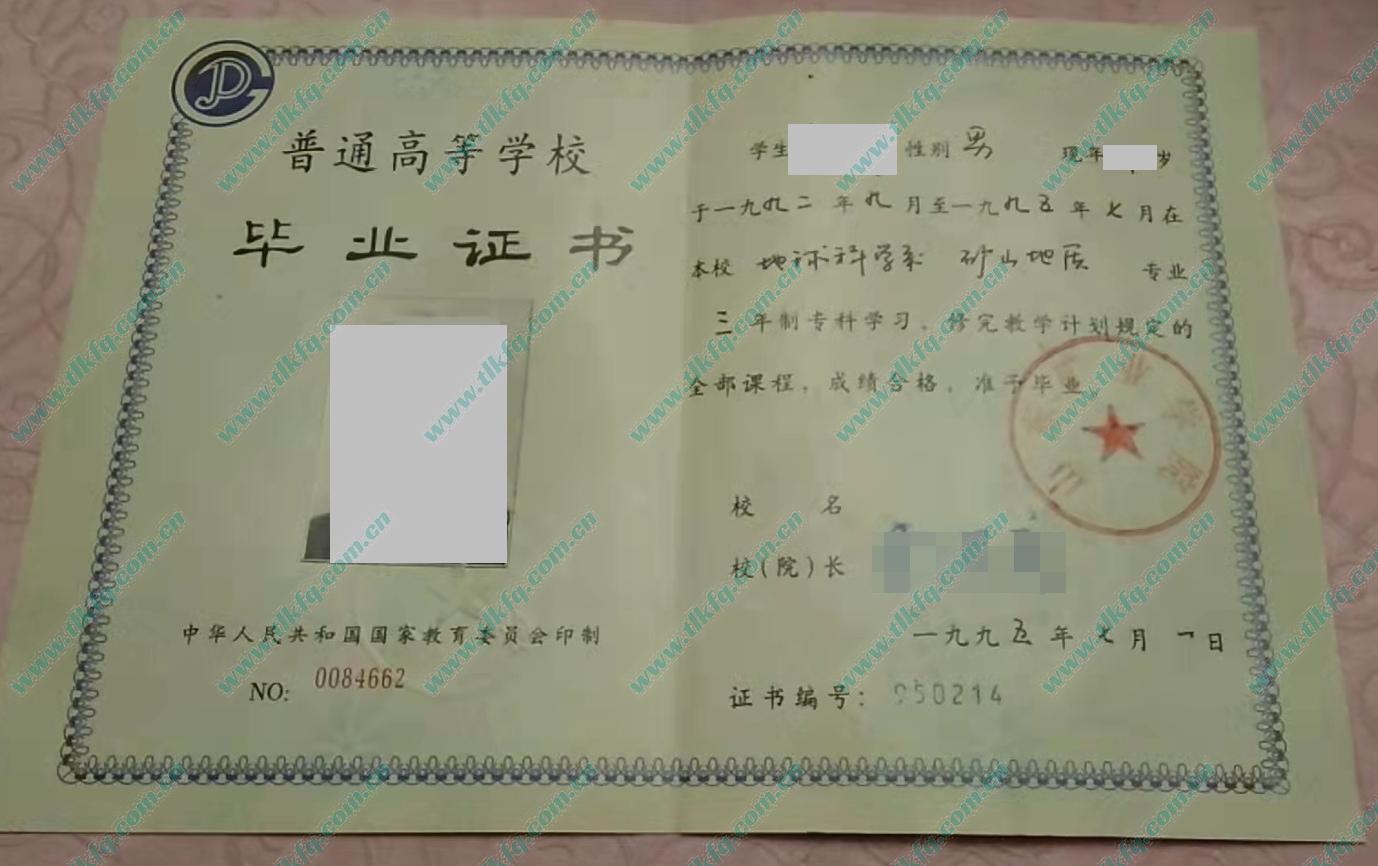 普通高等学校
毕业证书
中华人民共和国国家教育委员会印制
NO: 0084662
学生 性别 男 现年 岁
于一九九二年九月至一九九五年七月在
本校 地球科学系 矿山地质 专业
三年制专科学习，修完教学计划规定的
全部课程，成绩合格，准予毕业。
校 名
校(院)长
一九九五年七月一日
证书编号: 950214
山 业 学 院
www.tlkfq.com.cn